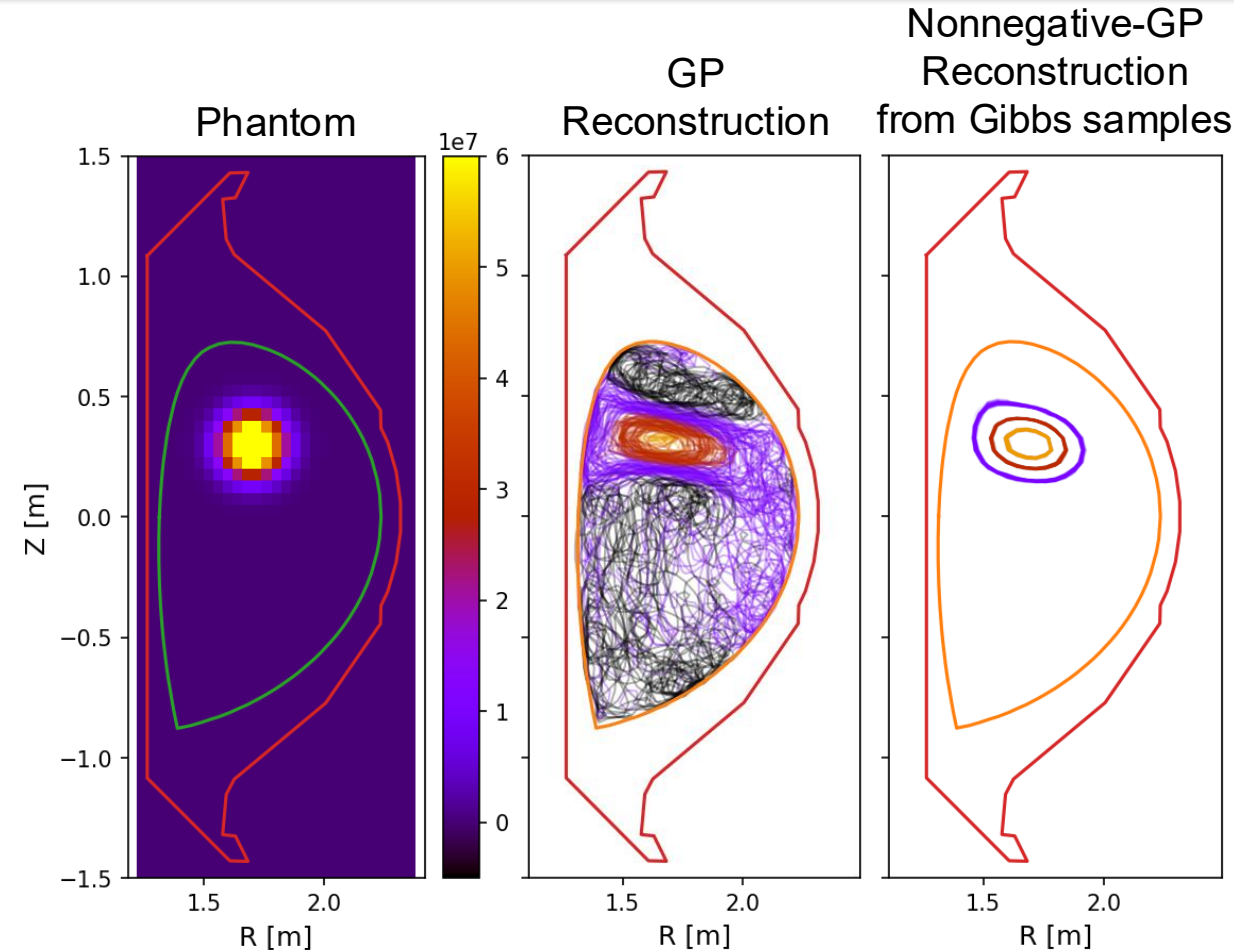 Phantom
GP
Reconstruction
Nonnegative-GP
Reconstruction
from Gibbs samples
1e7
1.5
1.0
0.5
0.0
−0.5
−1.0
−1.5
Z [m]
6
5
4
3
2
1
0
1.5 2.0
R [m]
1.5 2.0
R [m]
1.5 2.0
R [m]